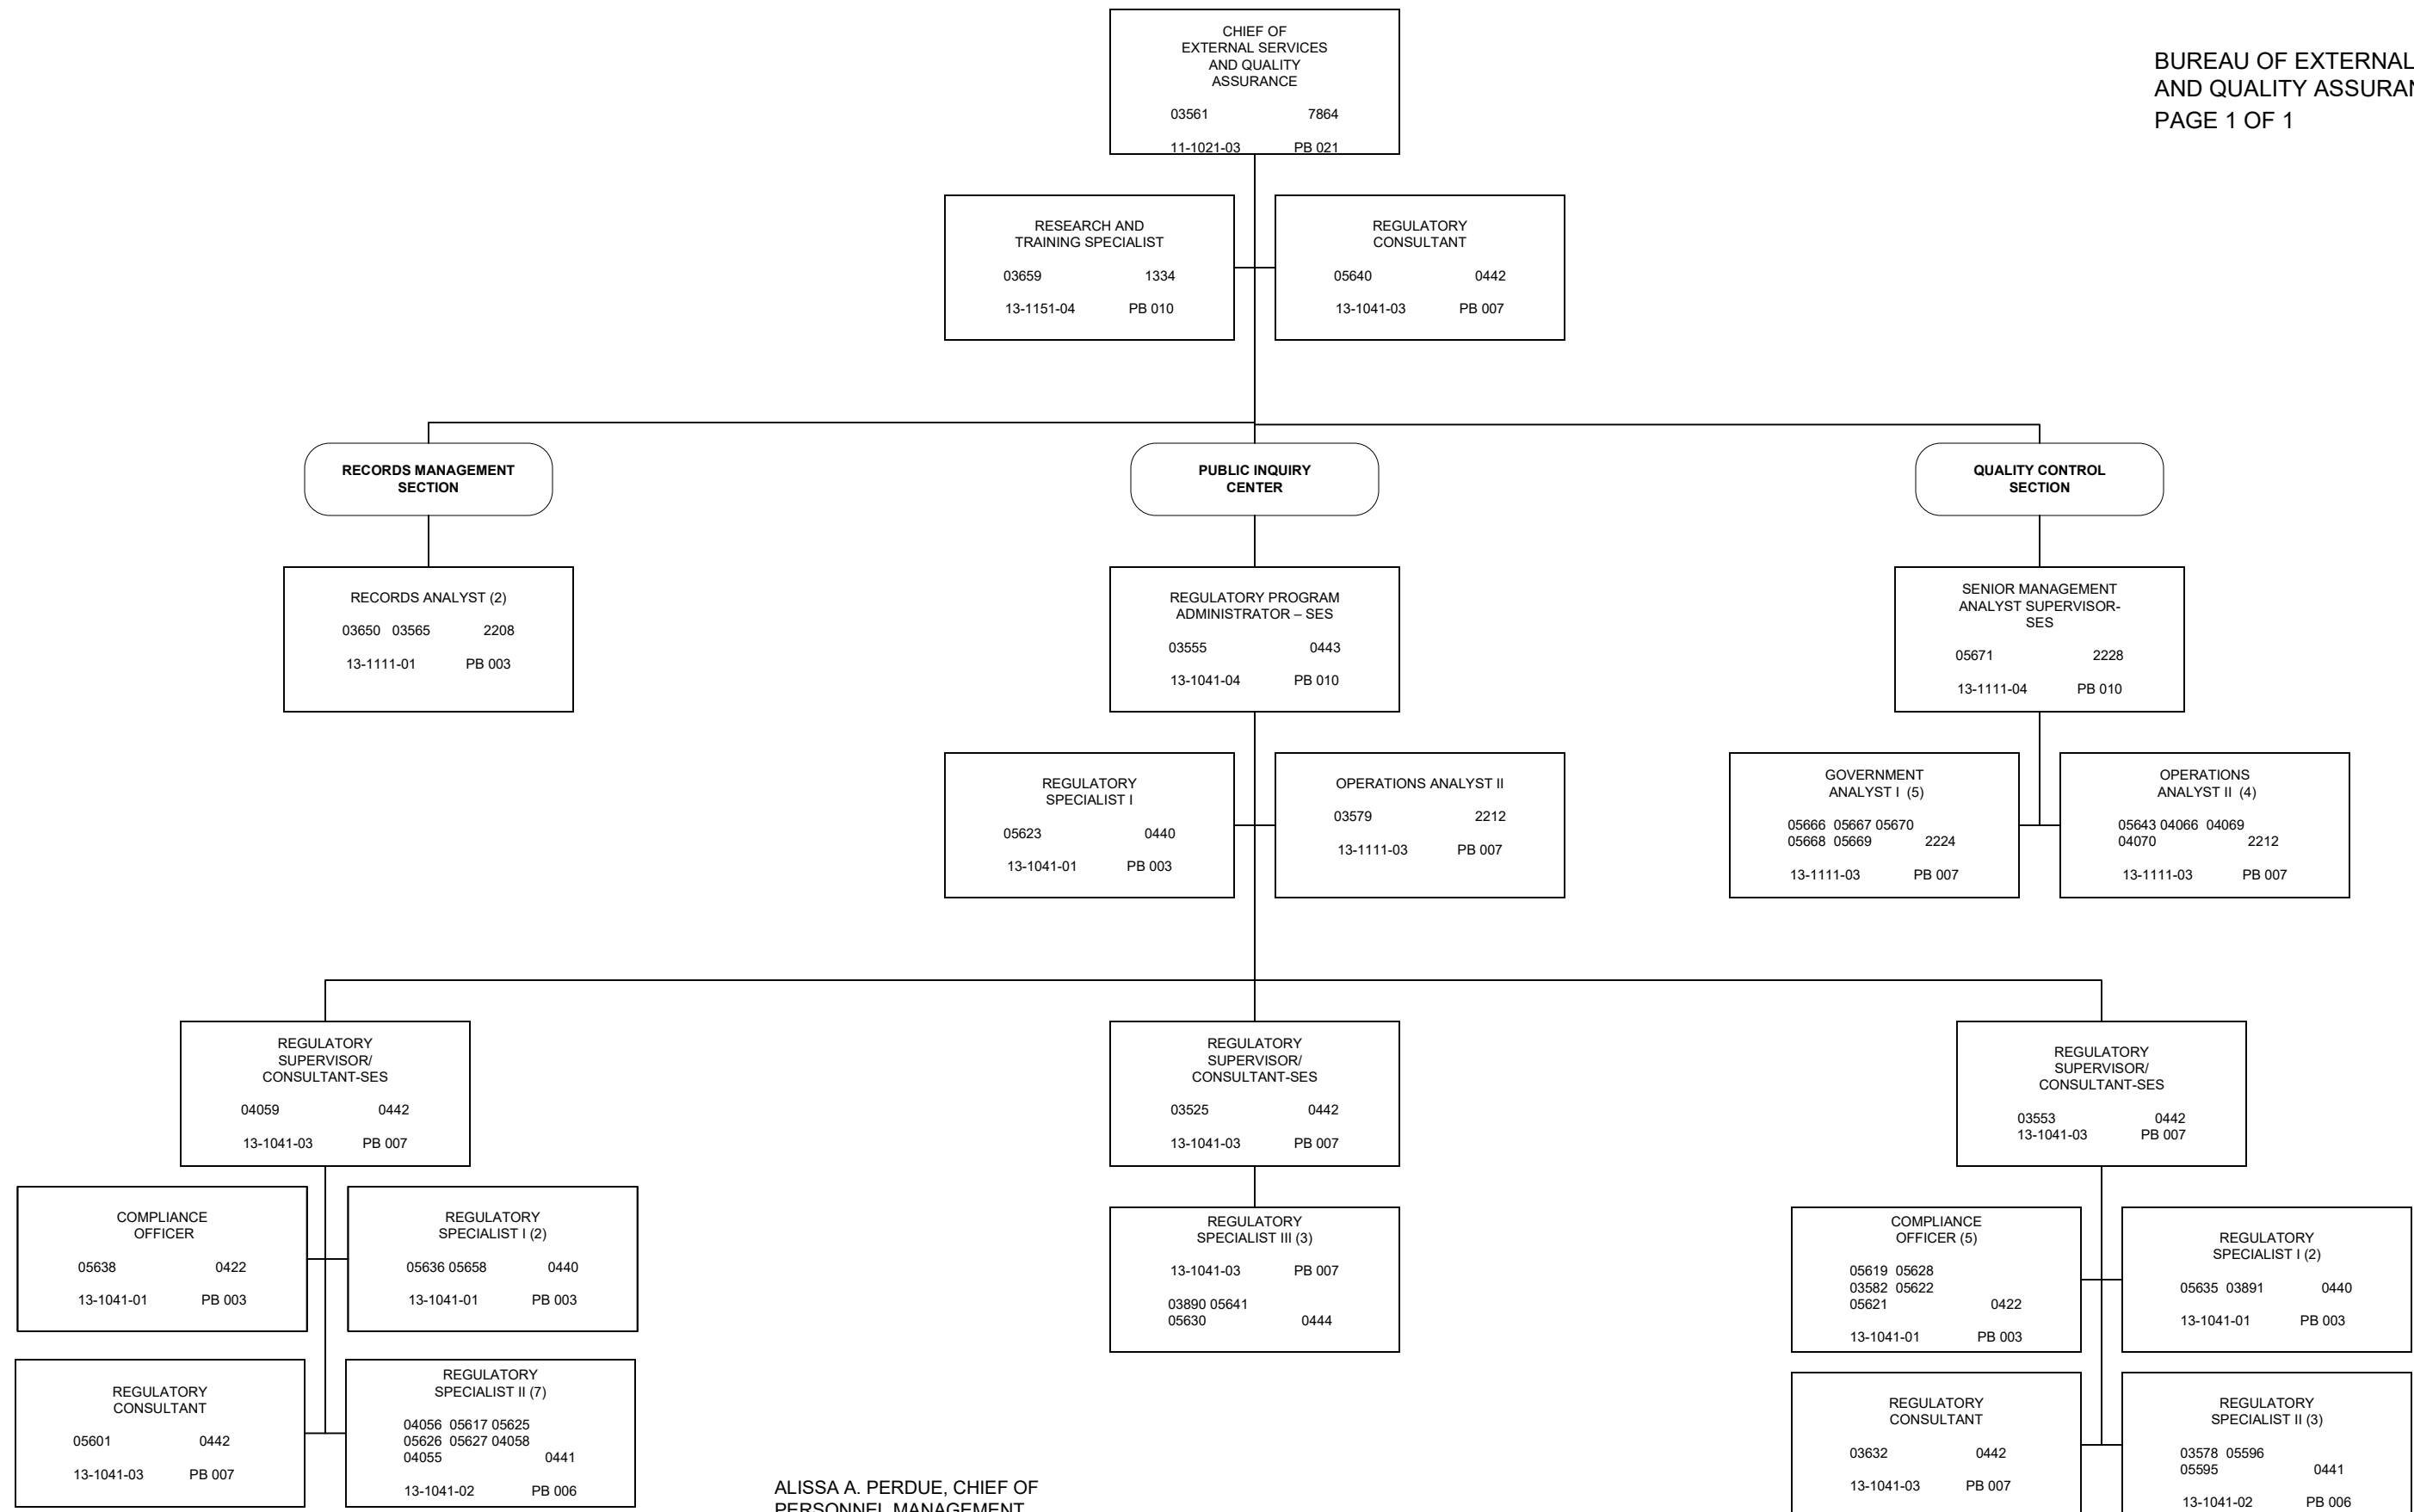 CHIEF OF
EXTERNAL SERVICES
AND QUALITY
ASSURANCE
03561 7864
11-1021-03 PB 021
BUREAU OF EXTERNAL
AND QUALITY
PAGE 1 OF 1
RESEARCH AND
TRAINING SPECIALIST
03659 1334
13-1151-04 PB 010
REGULATORY
CONSULTANT
05640 0442
13-1041-03 PB 007
RECORDS MANAGEMENT
SECTION
PUBLIC INQUIRY
CENTER
QUALITY CONTROL
SECTION
RECORDS ANALYST (2)
03650 03565 2208
13-1111-01 PB 003
REGULATORY PROGRAM
ADMINISTRATOR – SES
03555 0443
13-1041-04 PB 010
SENIOR MANAGEMENT
ANALYST SUPERVISOR-
SES
05671 2228
13-1111-04 PB 010
REGULATORY
SPECIALIST I
05623 0440
13-1041-01 PB 003
OPERATIONS ANALYST II
03579 2212
13-1111-03 PB 007
GOVERNMENT
ANALYST I (5)
05666 05667 05670
05668 05669 2224
13-1111-03 PB 007
OPERATIONS
ANALYST II (4)
05643 04066 04069
04070 2212
13-1111-03 PB 007
REGULATORY
SUPERVISOR/
CONSULTANT-SES
04059 0442
13-1041-03 PB 007
REGULATORY
SUPERVISOR/
CONSULTANT-SES
03525 0442
13-1041-03 PB 007
REGULATORY
SUPERVISOR/
CONSULTANT-SES
03553 0442
13-1041-03 PB 007
COMPLIANCE
OFFICER
05638 0422
13-1041-01 PB 003
REGULATORY
SPECIALIST I (2)
05636 05658 0440
13-1041-01 PB 003
REGULATORY
SPECIALIST III (3)
13-1041-03 PB 007
03890 05641
05630 0444
COMPLIANCE
OFFICER (5)
05619 05628
03582 05622
05621 0422
13-1041-01 PB 003
REGULATORY
SPECIALIST I (2)
05635 03891 0440
13-1041-01 PB 003
REGULATORY
CONSULTANT
05601 0442
13-1041-03 PB 007
REGULATORY
SPECIALIST II (7)
04056 05617 05625
05626 05627 04058
04055 0441
13-1041-02 PB 006
REGULATORY
CONSULTANT
03632 0442
13-1041-03 PB 007
REGULATORY
SPECIALIST II (3)
03578 05596
05595 0441
13-1041-02 PB 006
ALISSA A. PERDUE, CHIEF OF
PERSONNEL MANAGEMENT